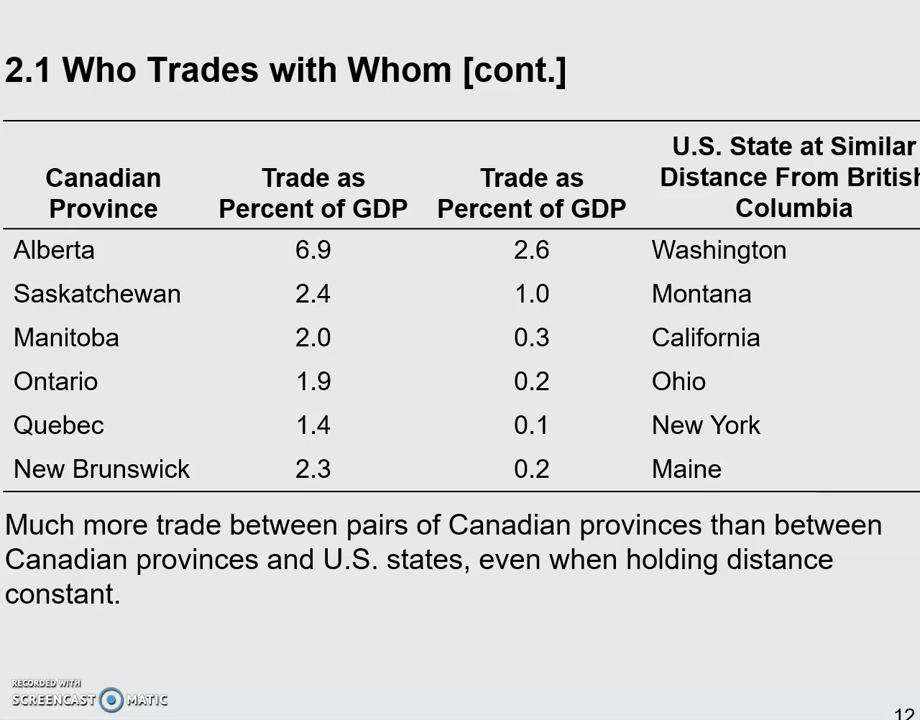 2.1 Who Trades with Whom [cont.]
Canadian Province Trade as Percent of GDP Trade as Percent of GDP U.S. State at Similar Distance From British Columbia
Alberta 6.9 2.6 Washington
Saskatchewan 2.4 1.0 Montana
Manitoba 2.0 0.3 California
Ontario 1.9 0.2 Ohio
Quebec 1.4 0.1 New York
New Brunswick 2.3 0.2 Maine
Much more trade between pairs of Canadian provinces than between
Canadian provinces and U.S. states, even when holding distance
constant.
RECORDED WITH
SCREENCAST MATIC
12